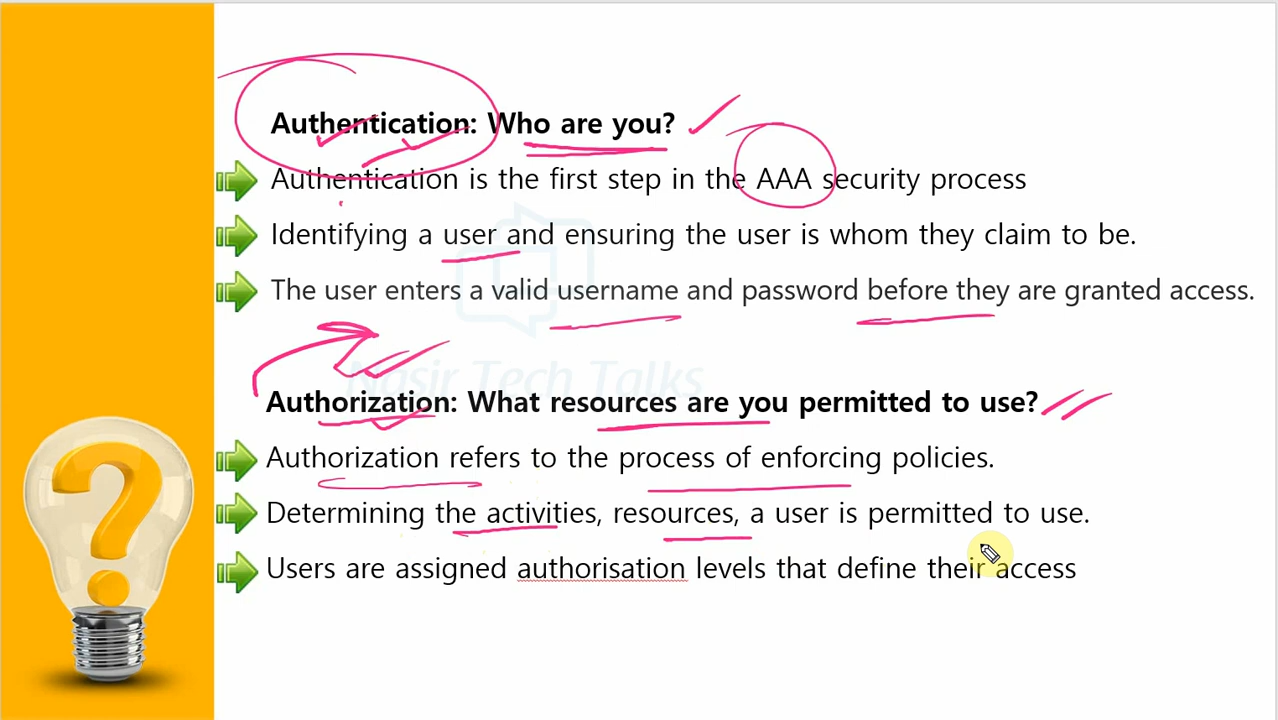 Authentication: Who are you?
Authentication is the first step in the AAA security process
Identifying a user and ensuring the user is whom they claim to be.
The user enters a valid username and password before they are granted access.
Nasir Tech Talks
Authorization: What resources are you permitted to use?
Authorization refers to the process of enforcing policies.
Determining the activities, resources, a user is permitted to use.
Users are assigned authorisation levels that define their access